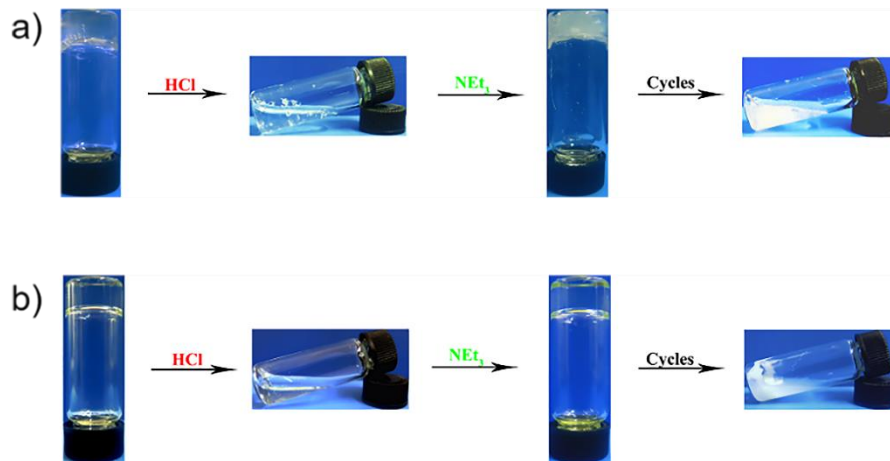 a)
HCl
NEt₃
Cycles
b)
HCl
NEt₃
Cycles